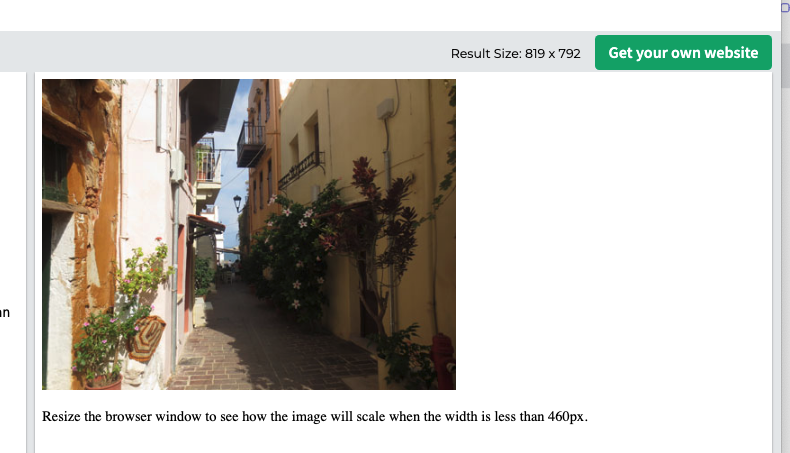 Result Size: 819 x 792
Get your own website
Resize the browser window to see how the image will scale when the width is less than 460px.